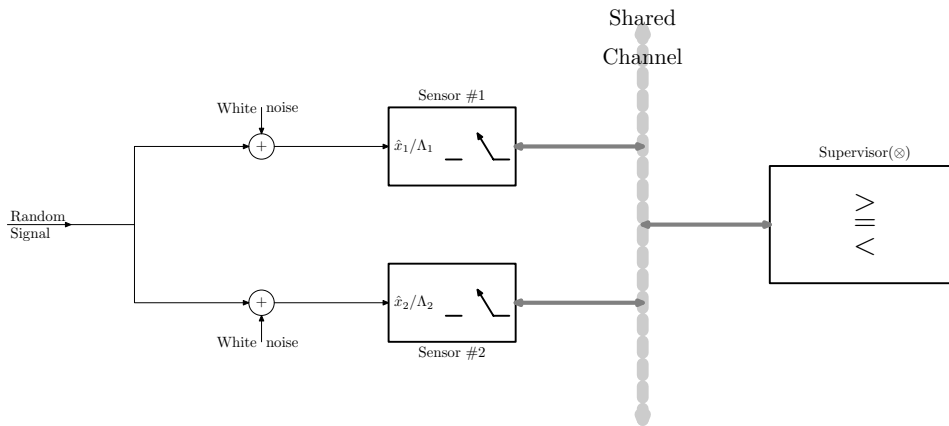 Shared
Channel
Sensor #1
White noise
+
x̂₁/Λ₁
Supervisor(⊗)
Random
Signal
> = <
+
x̂₂/Λ₂
White noise
Sensor #2